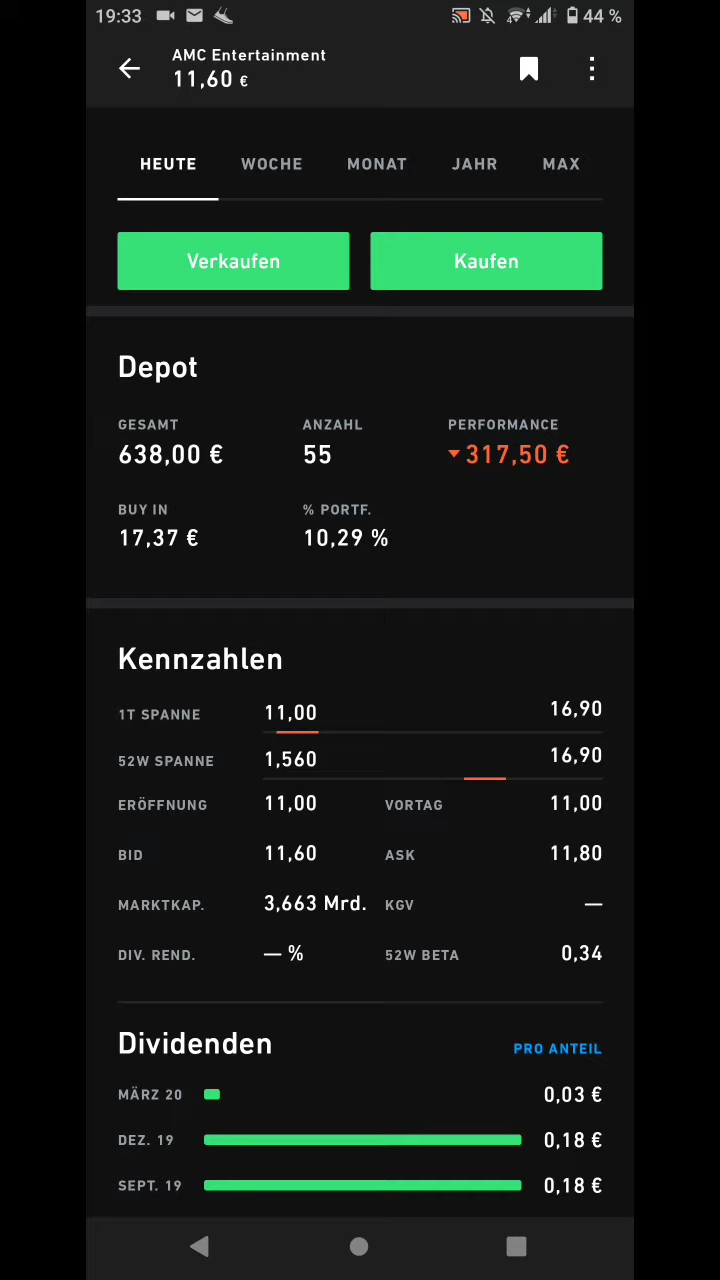 19:33 44 %
AMC Entertainment
11,60 €
HEUTE WOCHE MONAT JAHR MAX
Verkaufen Kaufen
Depot
GESAMT ANZAHL PERFORMANCE
638,00 € 55 317,50 €
BUY IN % PORTF.
17,37 € 10,29 %
Kennzahlen
1T SPANNE 11,00 16,90
52W SPANNE 1,560 16,90
ERÖFFNUNG 11,00 VORTAG 11,00
BID 11,60 ASK 11,80
MARKTKAP. 3,663 Mrd. KGV —
DIV. REND. — % 52W BETA 0,34
Dividenden PRO ANTEIL
MÄRZ 20 0,03 €
DEZ. 19 0,18 €
SEPT. 19 0,18 €